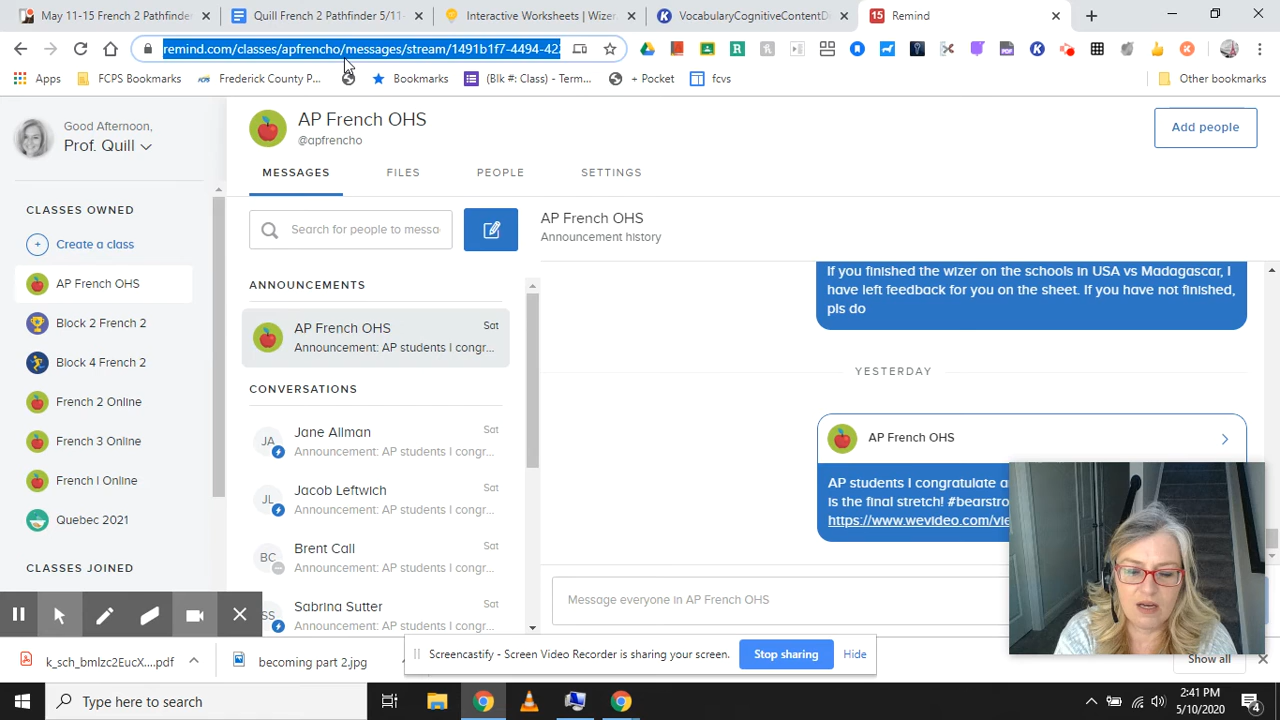 May 11-15 French 2 Pathfinde
Quill French 2 Pathfinder 5/11-
Interactive Worksheets | Wizer.
VocabularyCognitiveContentD
15 Remind
remind.com/classes/apfrencho/messages/stream/1491b1f7-4494-42
Apps
FCPS Bookmarks
Frederick County P...
Bookmarks
(Blk #: Class) - Term...
+ Pocket
fcvs
Other bookmarks
Good Afternoon,
Prof. Quill
CLASSES OWNED
Create a class
AP French OHS
Block 2 French 2
Block 4 French 2
French 2 Online
French 3 Online
French I Online
Quebec 2021
CLASSES JOINED
AP French OHS
@apfrencho
Add people
MESSAGES
FILES
PEOPLE
SETTINGS
Search for people to messa
ANNOUNCEMENTS
AP French OHS
Sat
Announcement: AP students I congr...
CONVERSATIONS
JA
Jane Allman
Sat
Announcement: AP students I congr...
JL
Jacob Leftwich
Sat
Announcement: AP students I congr...
BC
Brent Call
Sat
Announcement: AP students I congr...
SS
Sabrina Sutter
Sat
Announcement: AP students I congr...
AP French OHS
Announcement history
If you finished the wizer on the schools in USA vs Madagascar, I
have left feedback for you on the sheet. If you have not finished,
pls do
YESTERDAY
AP French OHS
AP students I congratulate a
is the final stretch! #bearstro
https://www.wevideo.com/vie
Message everyone in AP French OHS
Screencastify - Screen Video Recorder is sharing your screen.
Stop sharing
Hide
k_sch_bmlzc2EucX....pdf
becoming part 2.jpg
Show all
Type here to search
2:41 PM
5/10/2020
4